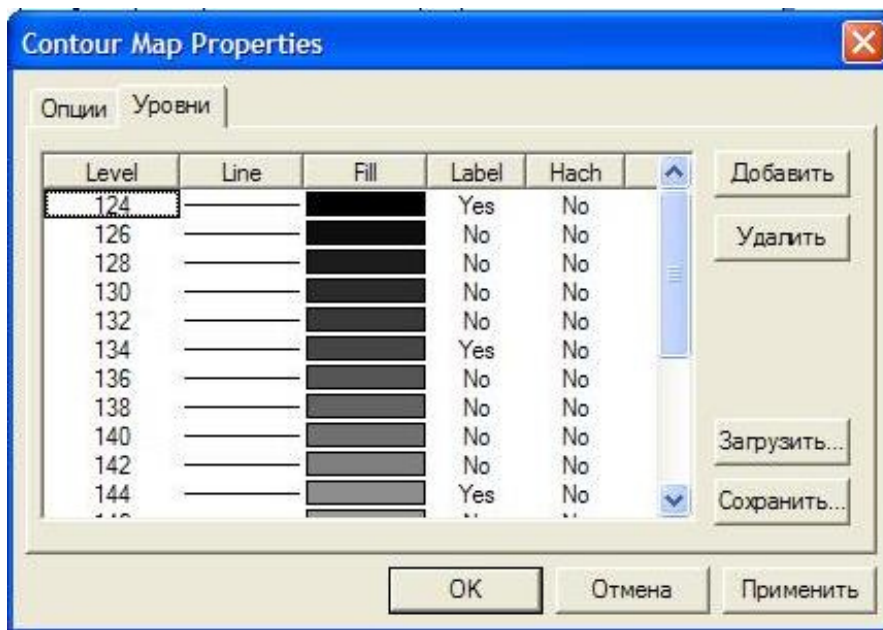 Contour Map Properties
Опции Уровни
Level Line Fill Label Hach
124 Yes No
126 No No
128 No No
130 No No
132 No No
134 Yes No
136 No No
138 No No
140 No No
142 No No
144 Yes No
Добавить
Удалить
Загрузить...
Сохранить...
OK Отмена Применить